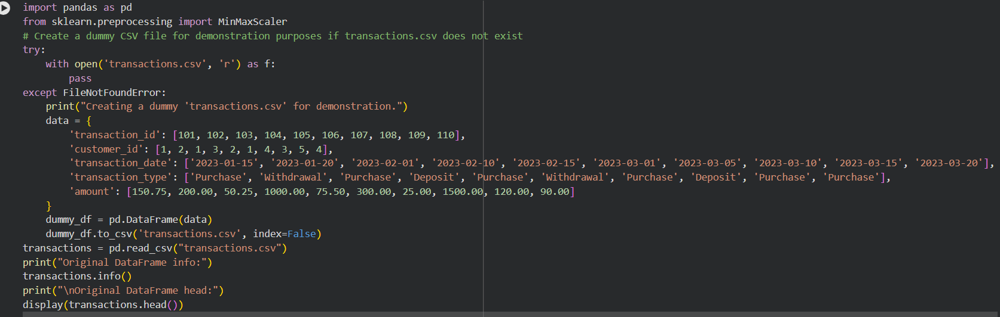 import pandas as pd
from sklearn.preprocessing import MinMaxScaler
# Create a dummy CSV file for demonstration purposes if transactions.csv does not exist
try:
    with open('transactions.csv', 'r') as f:
        pass
except FileNotFoundError:
    print("Creating a dummy 'transactions.csv' for demonstration.")
    data = {
        'transaction_id': [101, 102, 103, 104, 105, 106, 107, 108, 109, 110],
        'customer_id': [1, 2, 1, 3, 2, 1, 4, 3, 5, 4],
        'transaction_date': ['2023-01-15', '2023-01-20', '2023-02-01', '2023-02-10', '2023-02-15', '2023-03-01', '2023-03-05', '2023-03-10', '2023-03-15', '2023-03-20'],
        'transaction_type': ['Purchase', 'Withdrawal', 'Purchase', 'Deposit', 'Purchase', 'Withdrawal', 'Purchase', 'Deposit', 'Purchase', 'Purchase'],
        'amount': [150.75, 200.00, 50.25, 1000.00, 75.50, 300.00, 25.00, 1500.00, 120.00, 90.00]
    }
    dummy_df = pd.DataFrame(data)
    dummy_df.to_csv('transactions.csv', index=False)
transactions = pd.read_csv("transactions.csv")
print("Original DataFrame info:")
transactions.info()
print("\nOriginal DataFrame head:")
display(transactions.head())